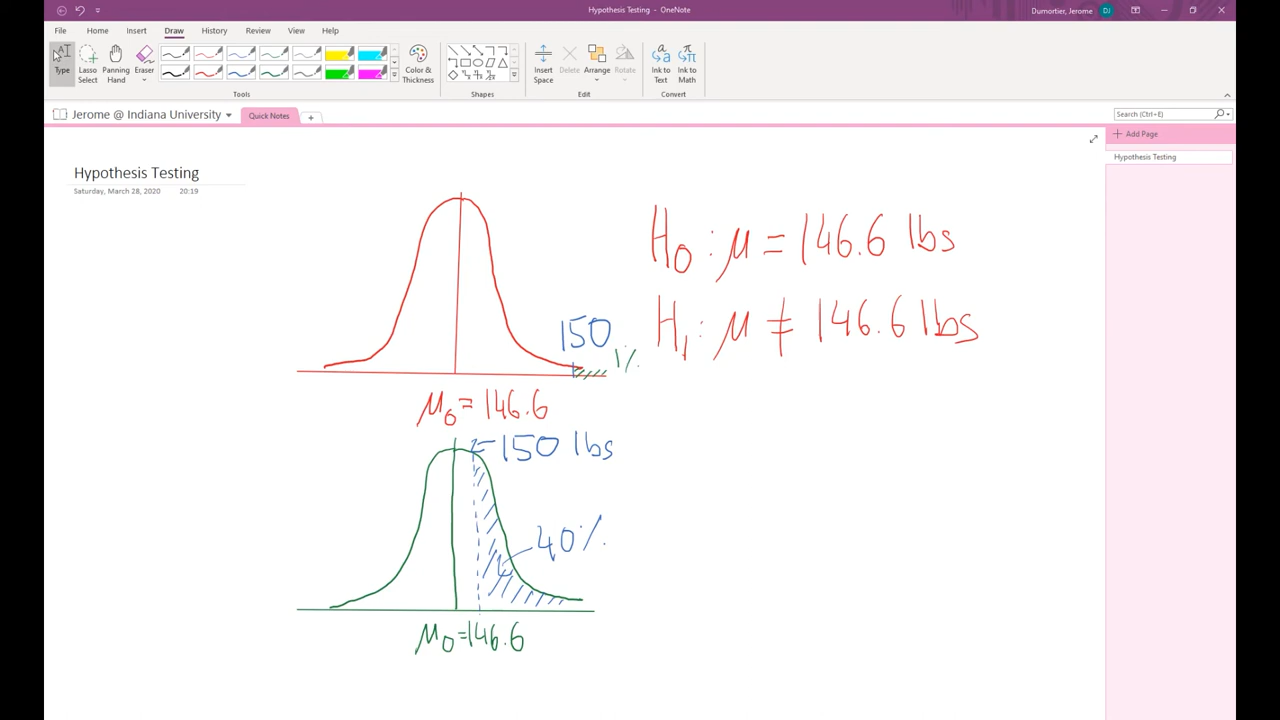 Hypothesis Testing - OneNote
Dumortier, Jerome DJ
File Home Insert Draw History Review View Help
Type Lasso Select Panning Hand Eraser Color & Thickness Insert Space Delete Arrange Rotate Ink to Text Ink to Math
Tools Shapes Edit Convert
Jerome @ Indiana University Quick Notes Search (Ctrl+E)
Add Page
Hypothesis Testing
Hypothesis Testing
Saturday, March 28, 2020 20:19
H0 : μ = 146.6 lbs
H1 : μ ≠ 146.6 lbs
150
1%
μ0 = 146.6
150 lbs
40%
μ0 = 146.6